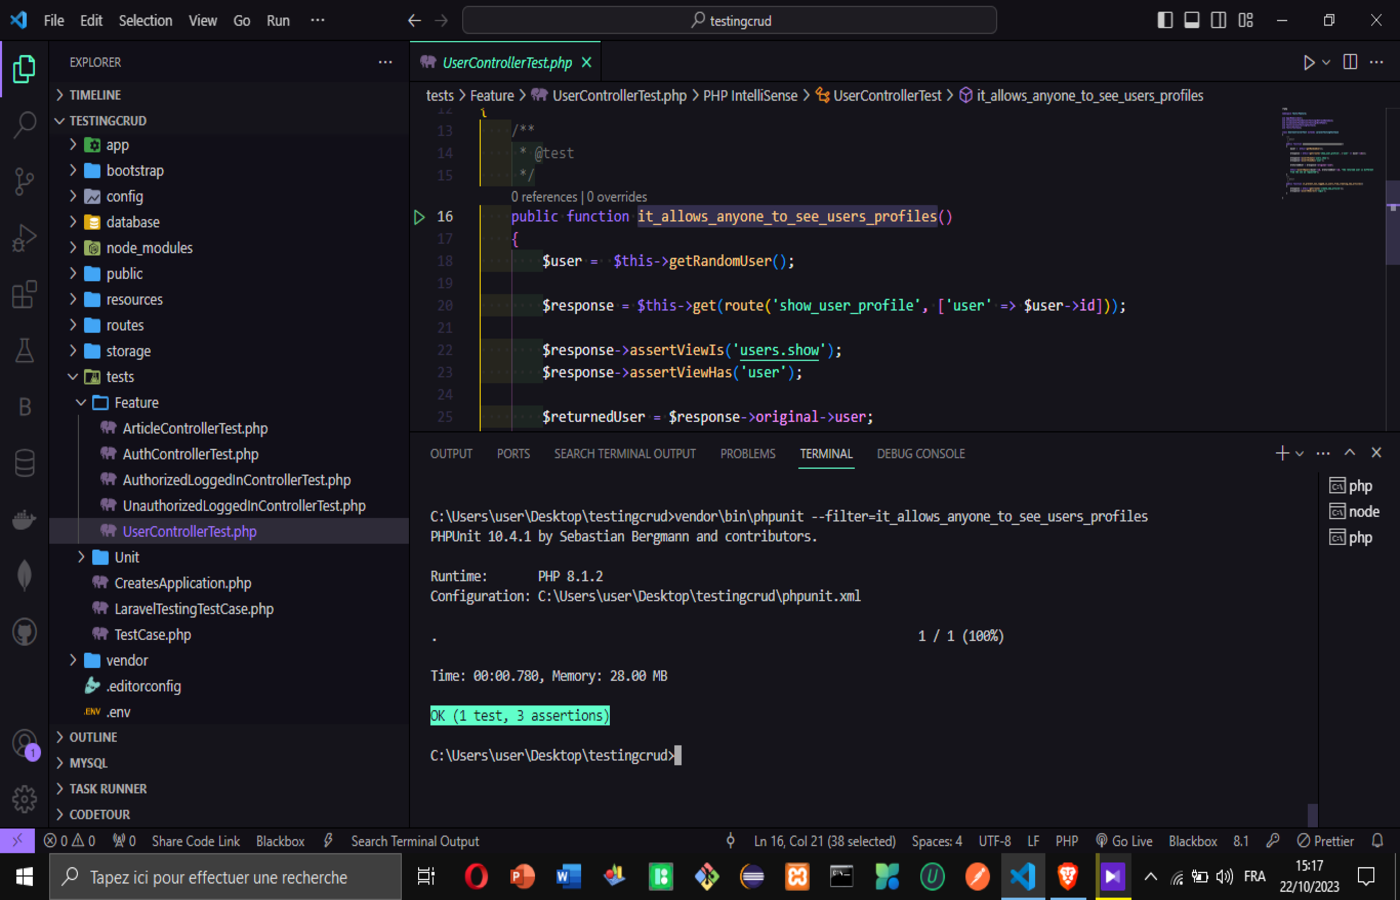 File Edit Selection View Go Run ···
testingcrud
EXPLORER
TIMELINE
TESTINGCRUD
app
bootstrap
config
database
node_modules
public
resources
routes
storage
tests
Feature
ArticleControllerTest.php
AuthControllerTest.php
AuthorizedLoggedInControllerTest.php
UnauthorizedLoggedInControllerTest.php
UserControllerTest.php
Unit
CreatesApplication.php
LaravelTestingTestCase.php
TestCase.php
vendor
.editorconfig
.ENV .env
OUTLINE
MYSQL
TASK RUNNER
CODETOUR
1
UserControllerTest.php
tests > Feature > UserControllerTest.php > PHP IntelliSense > UserControllerTest > it_allows_anyone_to_see_users_profiles
12 {
13 /**
14 * @test
15 */
0 references | 0 overrides
16 public function it_allows_anyone_to_see_users_profiles()
17 {
18 $user = $this->getRandomUser();
19
20 $response = $this->get(route('show_user_profile', ['user' => $user->id]));
21
22 $response->assertViewIs('users.show');
23 $response->assertViewHas('user');
24
25 $returnedUser = $response->original->user;
OUTPUT PORTS SEARCH TERMINAL OUTPUT PROBLEMS TERMINAL DEBUG CONSOLE
C:\Users\user\Desktop\testingcrud>vendor\bin\phpunit --filter=it_allows_anyone_to_see_users_profiles
PHPUnit 10.4.1 by Sebastian Bergmann and contributors.
Runtime: PHP 8.1.2
Configuration: C:\Users\user\Desktop\testingcrud\phpunit.xml
. 1 / 1 (100%)
Time: 00:00.780, Memory: 28.00 MB
OK (1 test, 3 assertions)
C:\Users\user\Desktop\testingcrud>
php
node
php
0 0 0 Share Code Link Blackbox Search Terminal Output Ln 16, Col 21 (38 selected) Spaces: 4 UTF-8 LF PHP Go Live Blackbox 8.1 Prettier
Tapez ici pour effectuer une recherche
FRA
15:17
22/10/2023